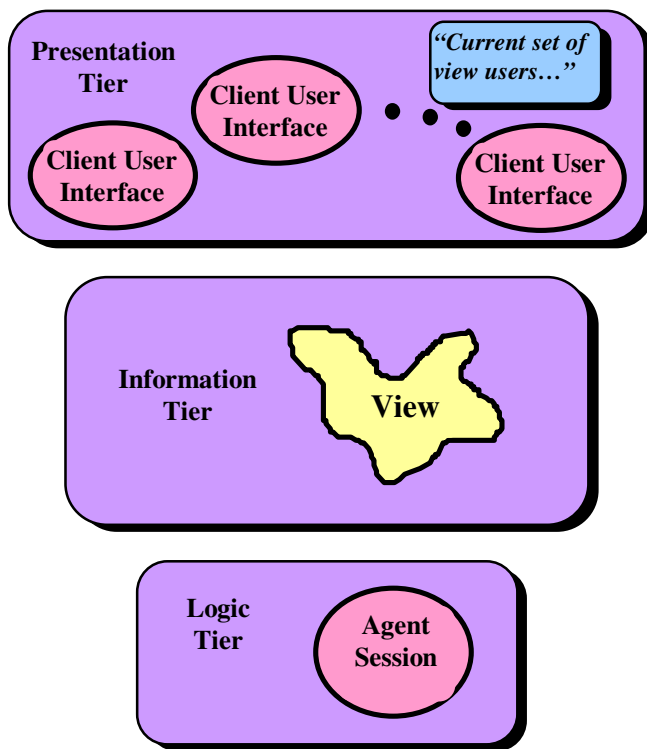 Presentation
Tier
Client User
Interface
“Current set of
view users…”
Client User
Interface
Client User
Interface
Information
Tier
View
Logic
Tier
Agent
Session